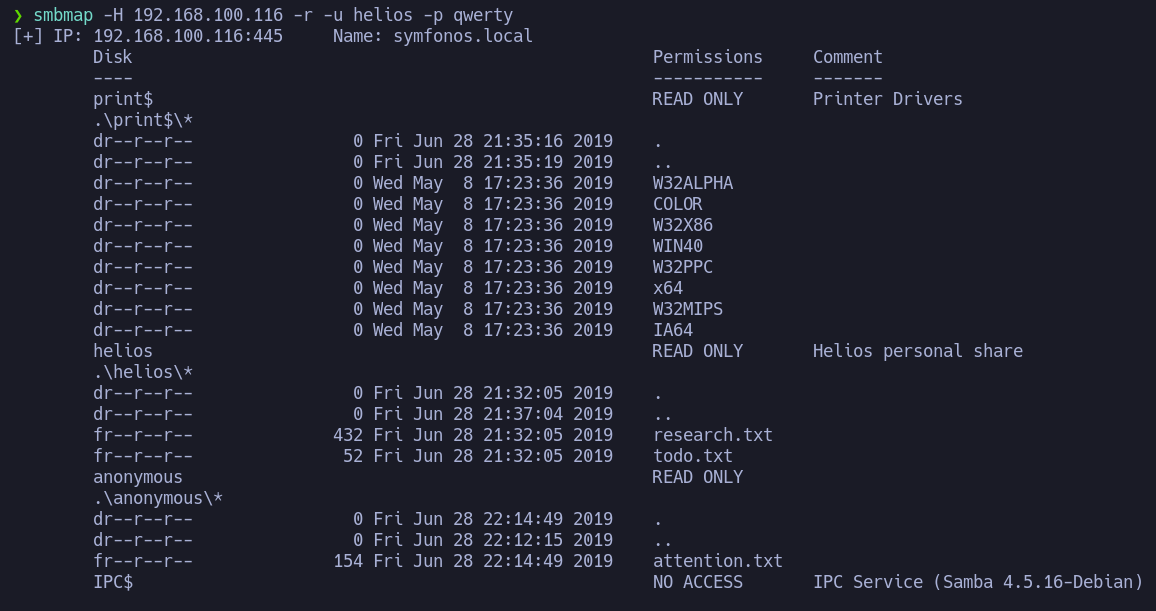 ❯ smbmap -H 192.168.100.116 -r -u helios -p qwerty
[+] IP: 192.168.100.116:445     Name: symfonos.local
        Disk                                                    Permissions     Comment
        ----                                                    -----------     -------
        print$                                                  READ ONLY       Printer Drivers
        .\print$\*
        dr--r--r--                0 Fri Jun 28 21:35:16 2019    .
        dr--r--r--                0 Fri Jun 28 21:35:19 2019    ..
        dr--r--r--                0 Wed May  8 17:23:36 2019    W32ALPHA
        dr--r--r--                0 Wed May  8 17:23:36 2019    COLOR
        dr--r--r--                0 Wed May  8 17:23:36 2019    W32X86
        dr--r--r--                0 Wed May  8 17:23:36 2019    WIN40
        dr--r--r--                0 Wed May  8 17:23:36 2019    W32PPC
        dr--r--r--                0 Wed May  8 17:23:36 2019    x64
        dr--r--r--                0 Wed May  8 17:23:36 2019    W32MIPS
        dr--r--r--                0 Wed May  8 17:23:36 2019    IA64
        helios                                                  READ ONLY       Helios personal share
        .\helios\*
        dr--r--r--                0 Fri Jun 28 21:32:05 2019    .
        dr--r--r--                0 Fri Jun 28 21:37:04 2019    ..
        fr--r--r--              432 Fri Jun 28 21:32:05 2019    research.txt
        fr--r--r--               52 Fri Jun 28 21:32:05 2019    todo.txt
        anonymous                                               READ ONLY
        .\anonymous\*
        dr--r--r--                0 Fri Jun 28 22:14:49 2019    .
        dr--r--r--                0 Fri Jun 28 22:12:15 2019    ..
        fr--r--r--              154 Fri Jun 28 22:14:49 2019    attention.txt
        IPC$                                                    NO ACCESS       IPC Service (Samba 4.5.16-Debian)